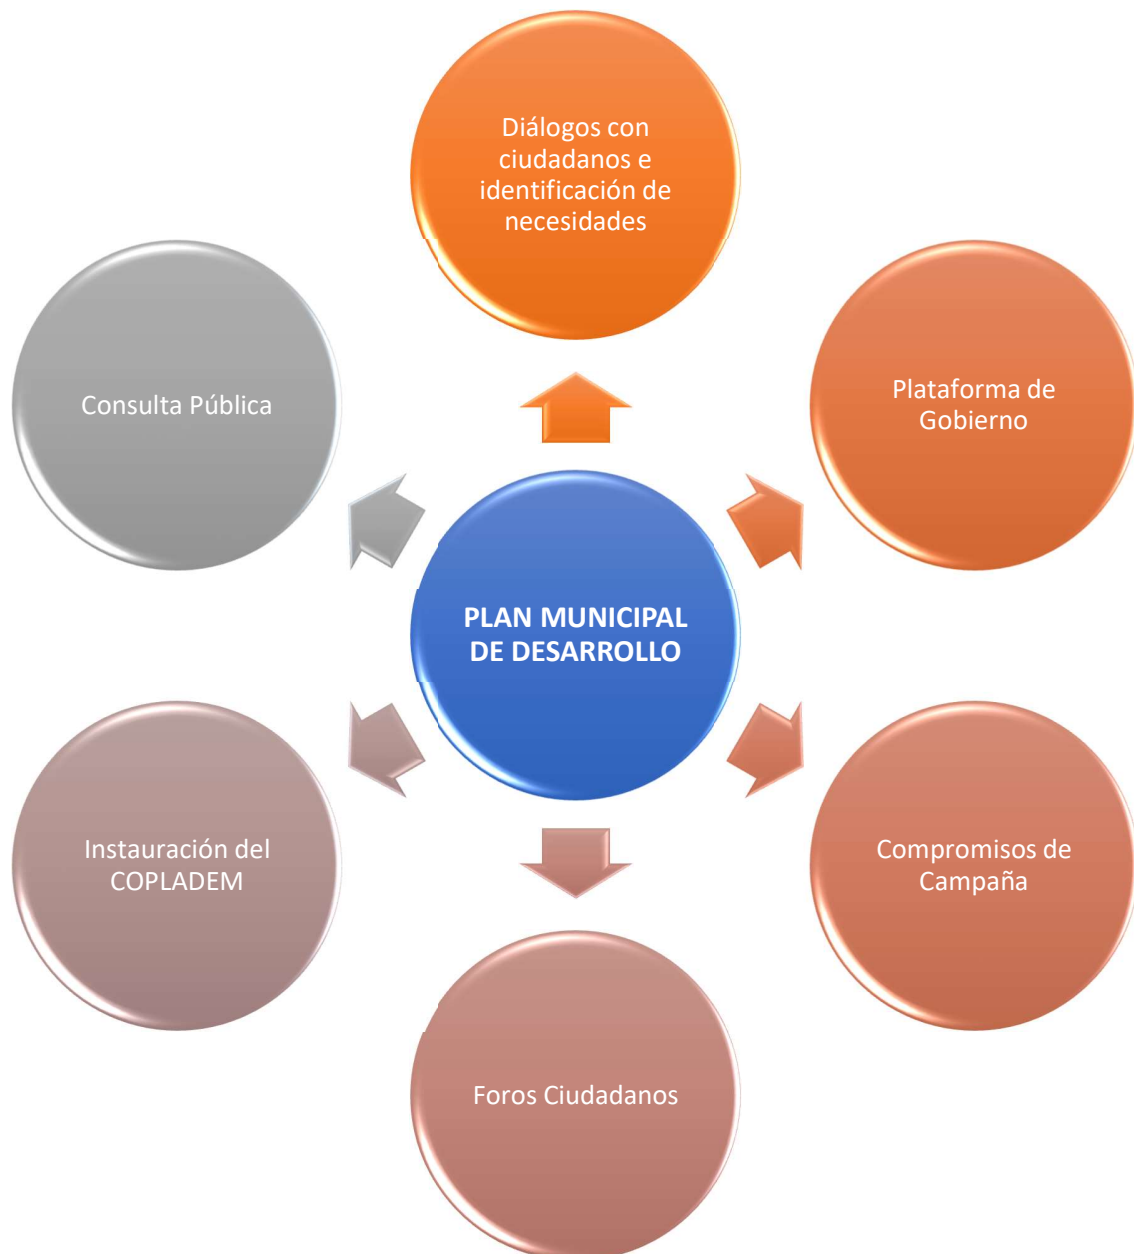 Diálogos con
ciudadanos e
identificación de
necesidades
Consulta Pública
Plataforma de
Gobierno
PLAN MUNICIPAL
DE DESARROLLO
Instauración del
COPLADEM
Compromisos de
Campaña
Foros Ciudadanos